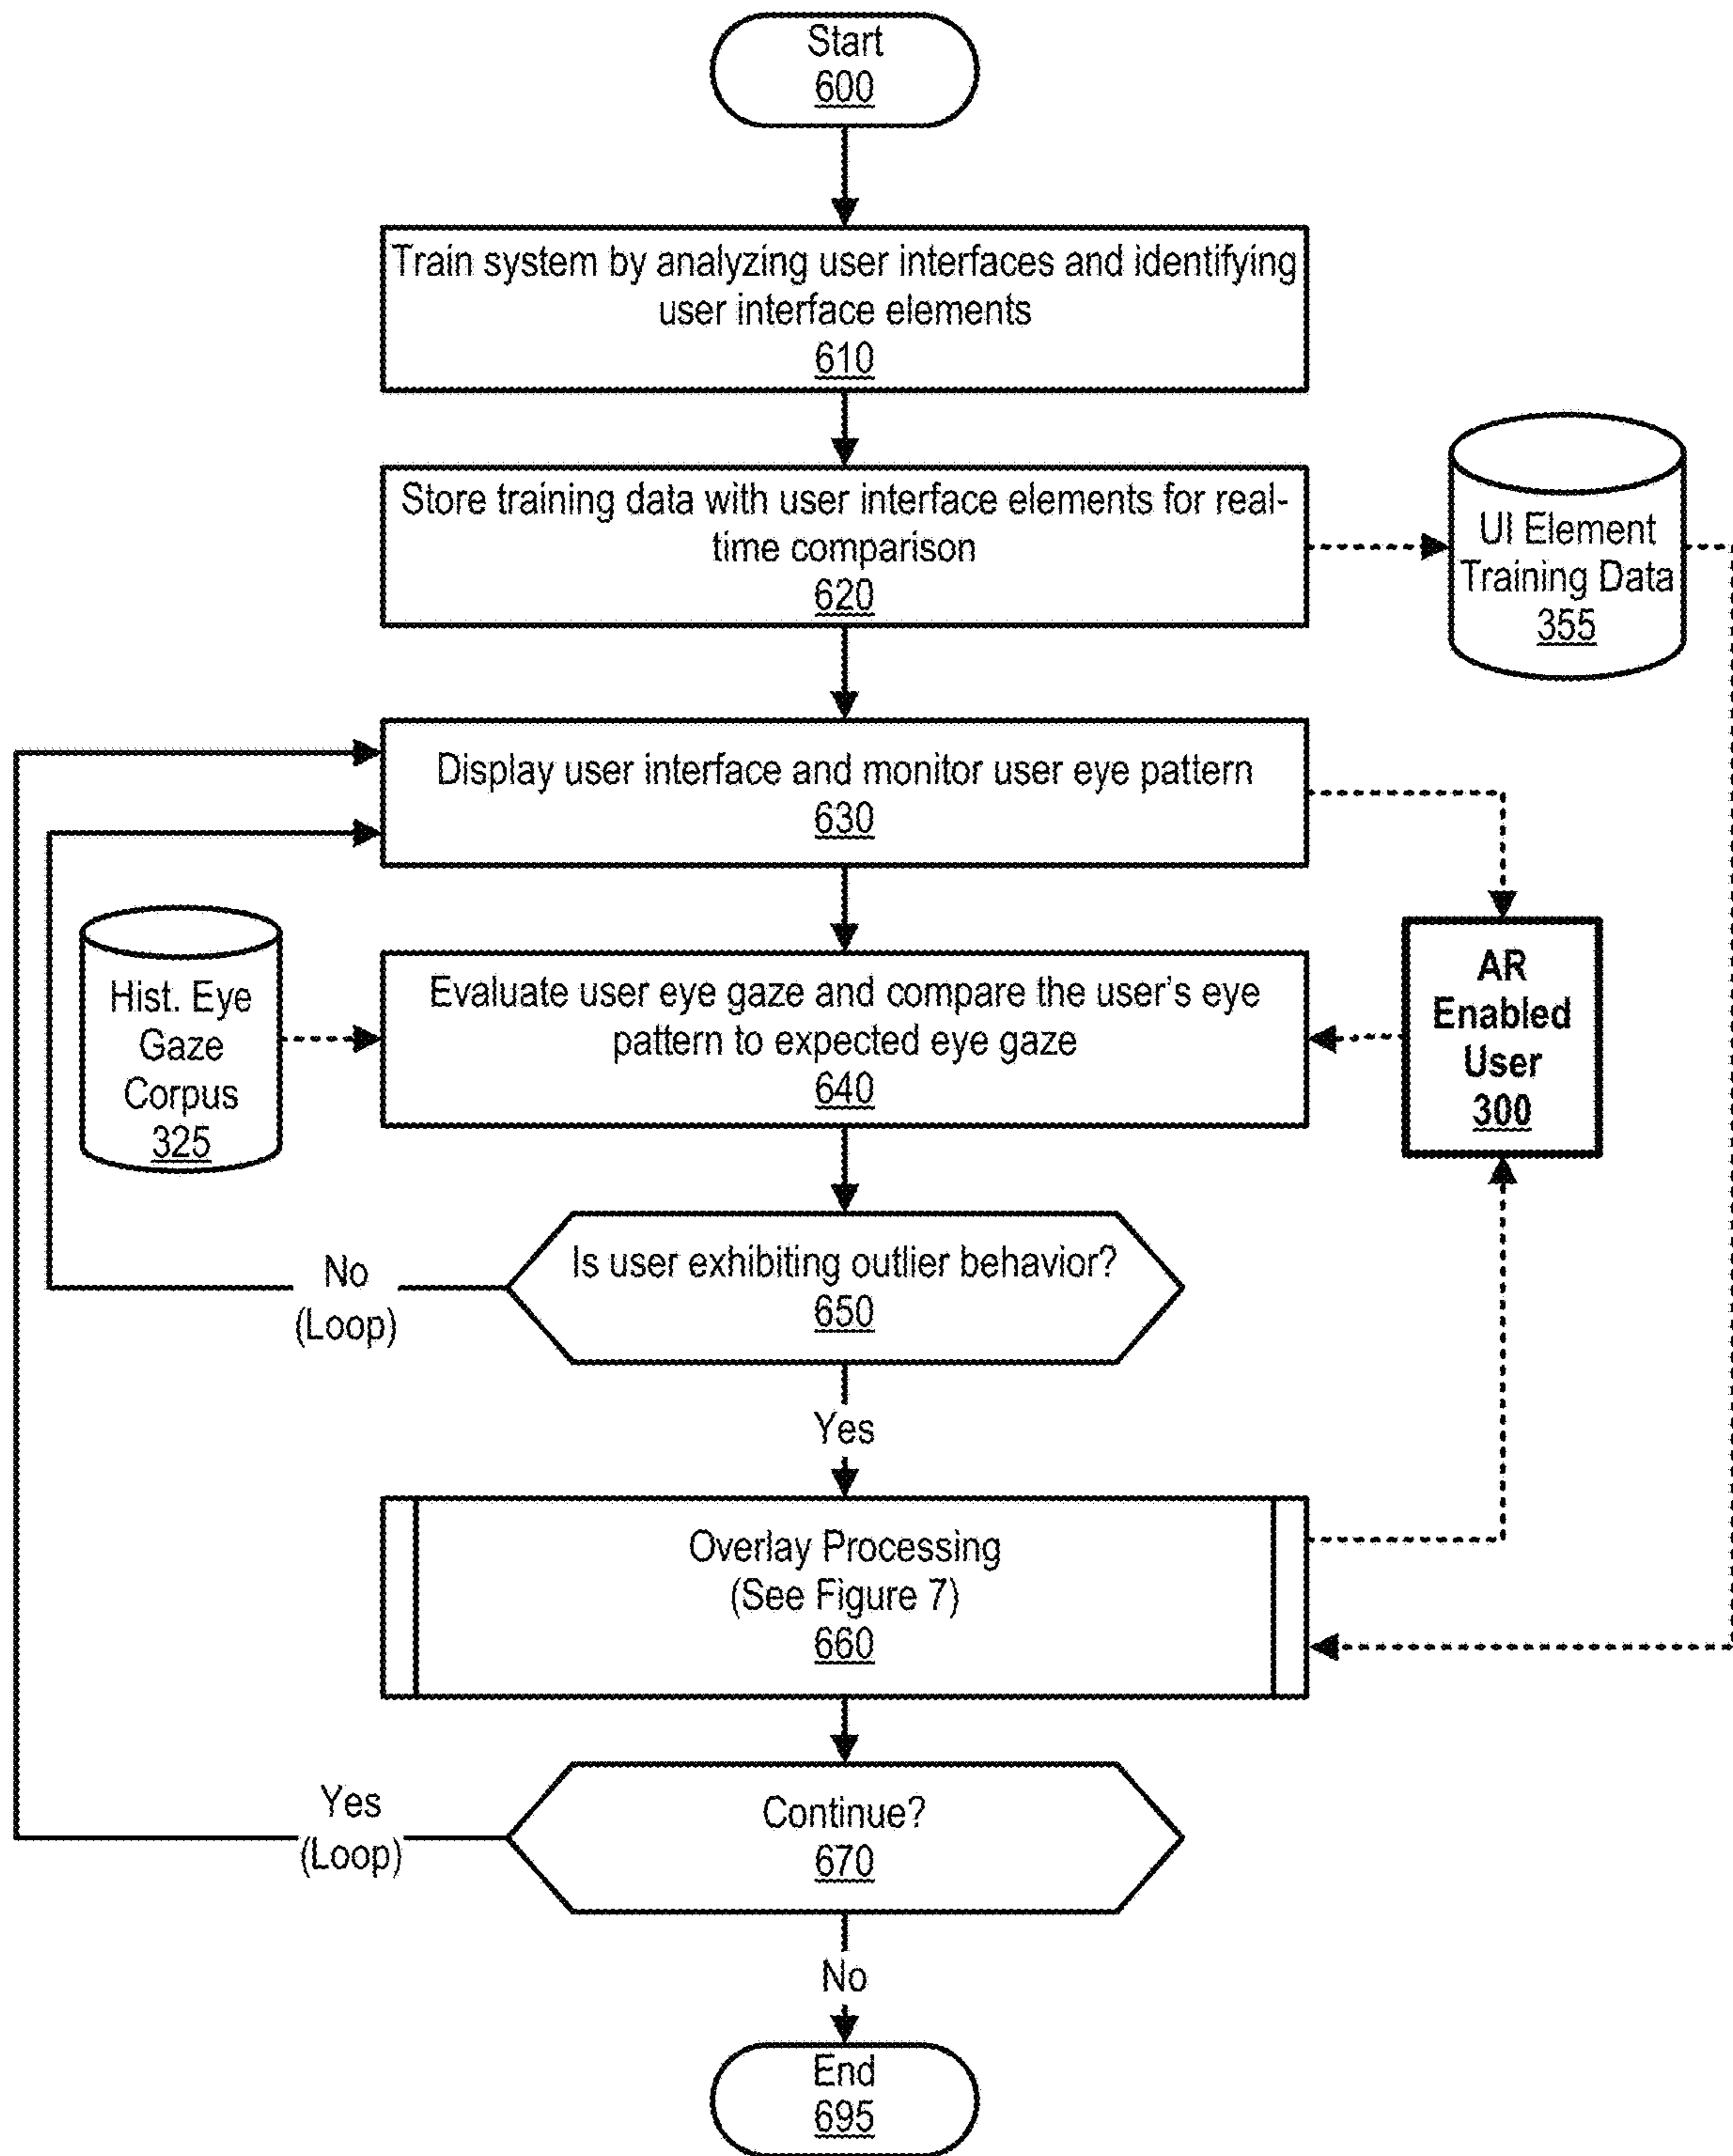 Start
600
Train system by analyzing user interfaces and identifying
user interface elements
610
Store training data with user interface elements for real-
time comparison
620
UI Element
Training Data
355
Display user interface and monitor user eye pattern
630
Hist. Eye
Gaze
Corpus
325
Evaluate user eye gaze and compare the user's eye
pattern to expected eye gaze
640
AR
Enabled
User
300
Is user exhibiting outlier behavior?
650
No
(Loop)
Yes
Overlay Processing
(See Figure 7)
660
Continue?
670
Yes
(Loop)
No
End
695